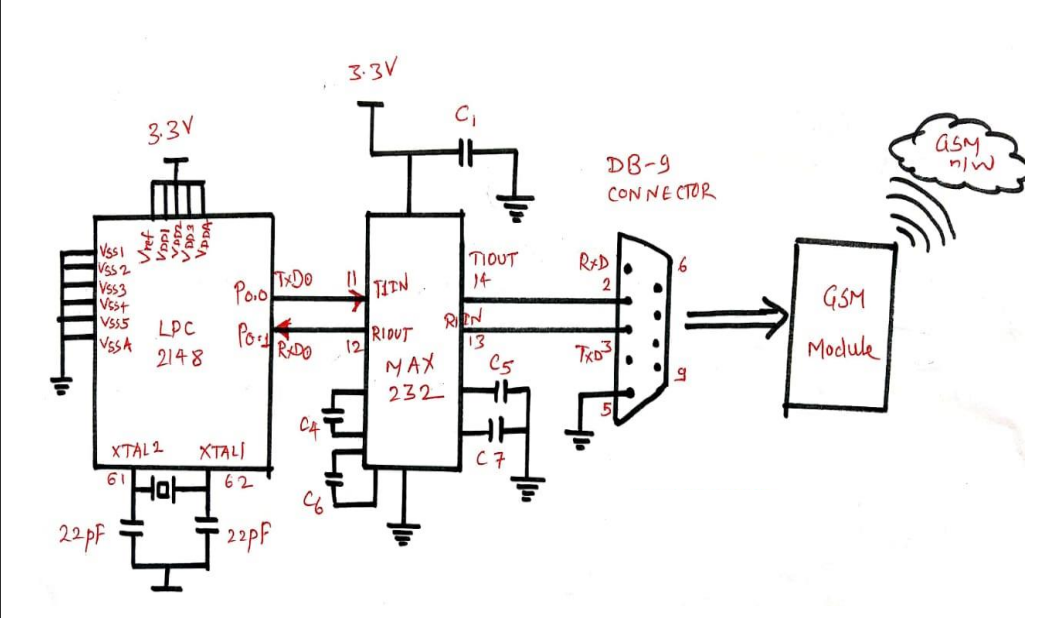 3.3V
C1
3.3V
GSM
n/w
DB-9
CONNECTOR
Vref
VDD1
VDD2
VDD3
VDDA
VSS1
VSS2
VSS3
VSS4
VSS5
VSSA
LPC
2148
P0.0
P0.1
TxD0
RxD0
XTAL2
XTAL1
61
62
22pF
22pF
11
T1IN
R1OUT
12
MAX
232
T1OUT
14
R1IN
13
C4
C6
C5
C7
RxD
2
TxD
3
5
6
9
GSM
Module